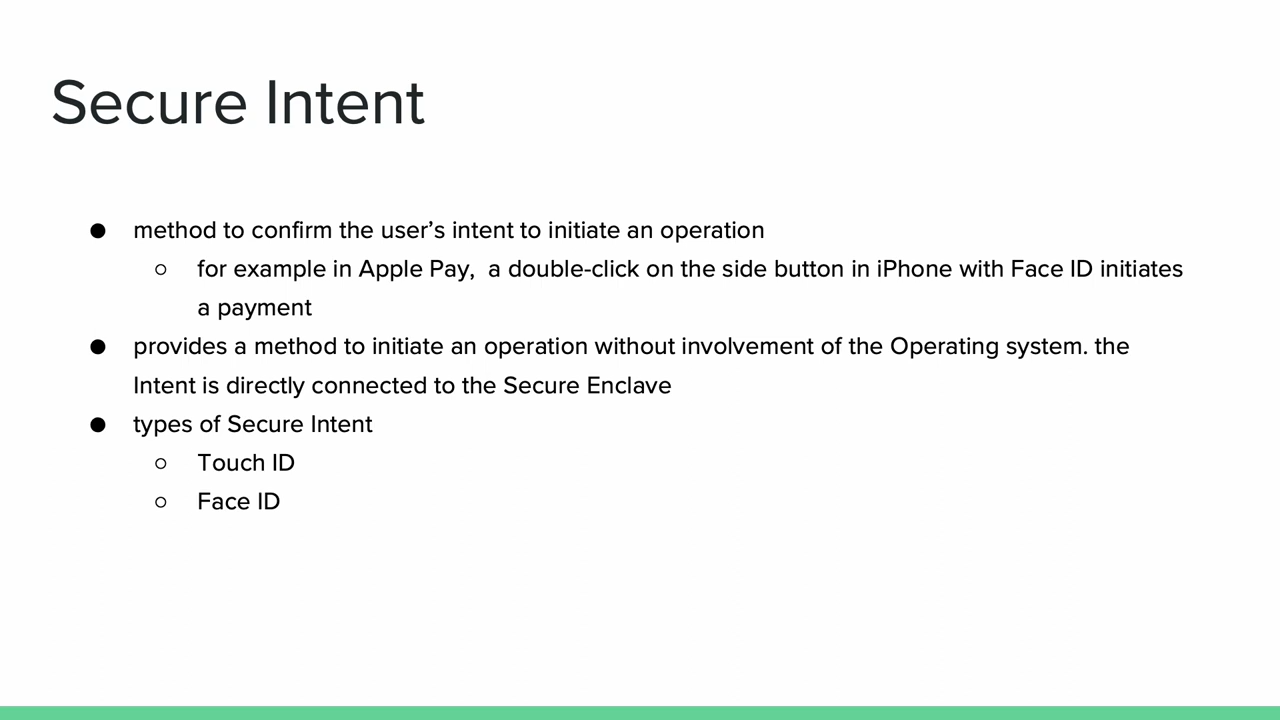 Secure Intent
● method to confirm the user’s intent to initiate an operation
○ for example in Apple Pay,  a double-click on the side button in iPhone with Face ID initiates
a payment
● provides a method to initiate an operation without involvement of the Operating system. the
Intent is directly connected to the Secure Enclave
● types of Secure Intent
○ Touch ID
○ Face ID